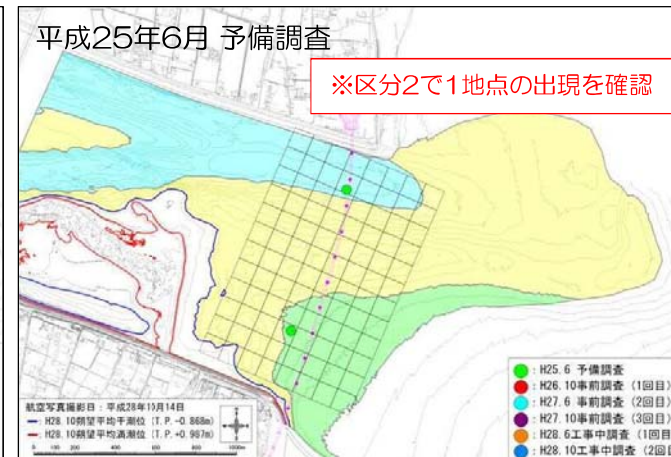 平成25年6月 予備調査
※区分2で1地点の出現を確認
：H25.6 予備調査
：H26.10事前調査（1回目）
：H27.6 事前調査（2回目）
：H27.10事前調査（3回目）
：H28.6工事中調査（1回目
：H28.10工事中調査（2回
航空写真撮影日：平成28年10月14日
H28.10朔望平均干潮位（T.P.-0.868m）
H28.10朔望平均満潮位（T.P.+0.967m）